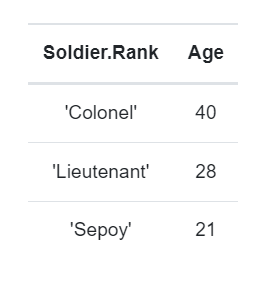 Soldier.Rank Age
'Colonel' 40
'Lieutenant' 28
'Sepoy' 21